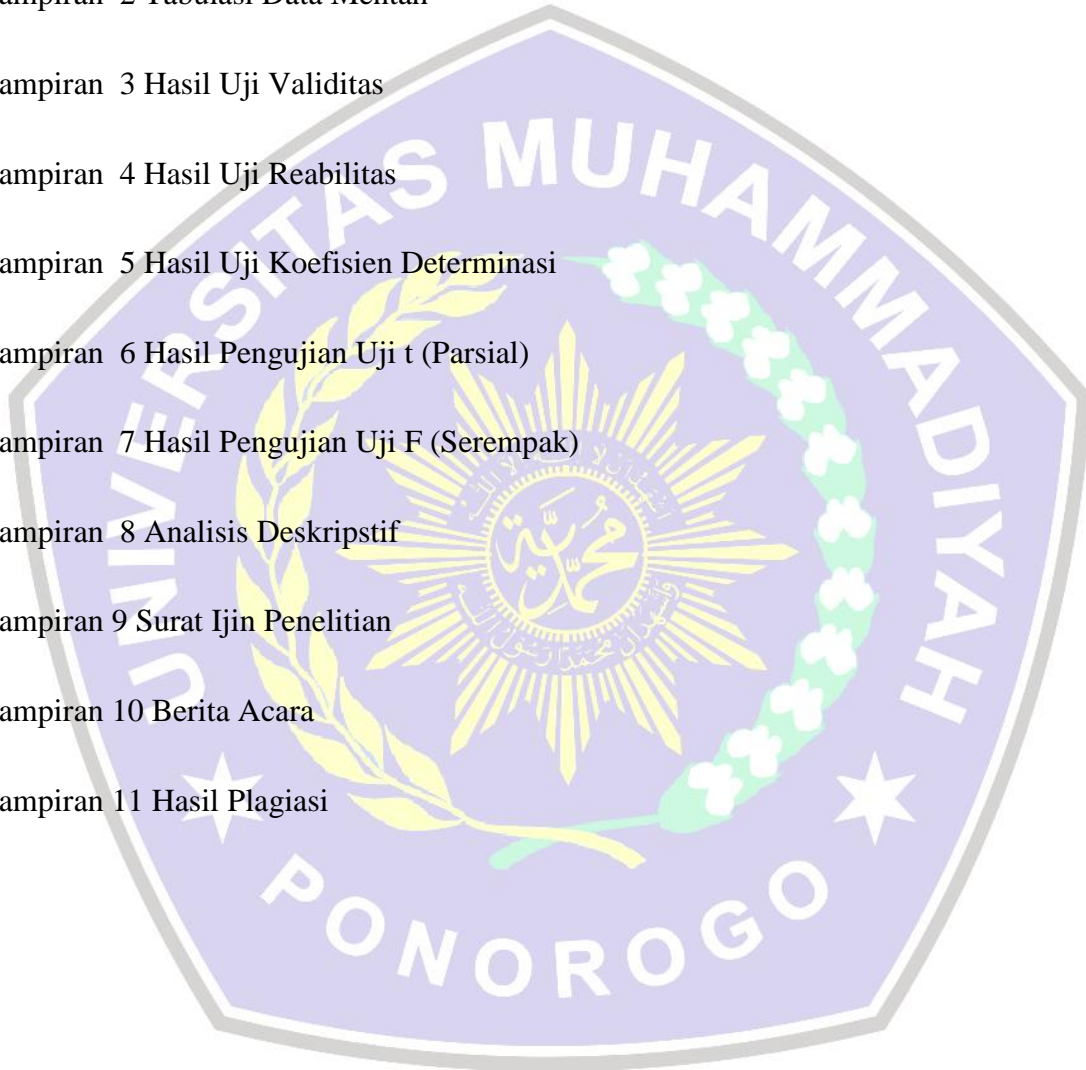 ampiran 2 Tabulasi Data Mentah
ampiran 3 Hasil Uji Validitas
ampiran 4 Hasil Uji Reabilitas
ampiran 5 Hasil Uji Koefisien Determinasi
ampiran 6 Hasil Pengujian Uji t (Parsial)
ampiran 7 Hasil Pengujian Uji F (Serempak)
ampiran 8 Analisis Deskripstif
ampiran 9 Surat Ijin Penelitian
ampiran 10 Berita Acara
ampiran 11 Hasil Plagiasi
UNIVERSITAS MUHAMMADIYAH
PONOROGO
محمدية